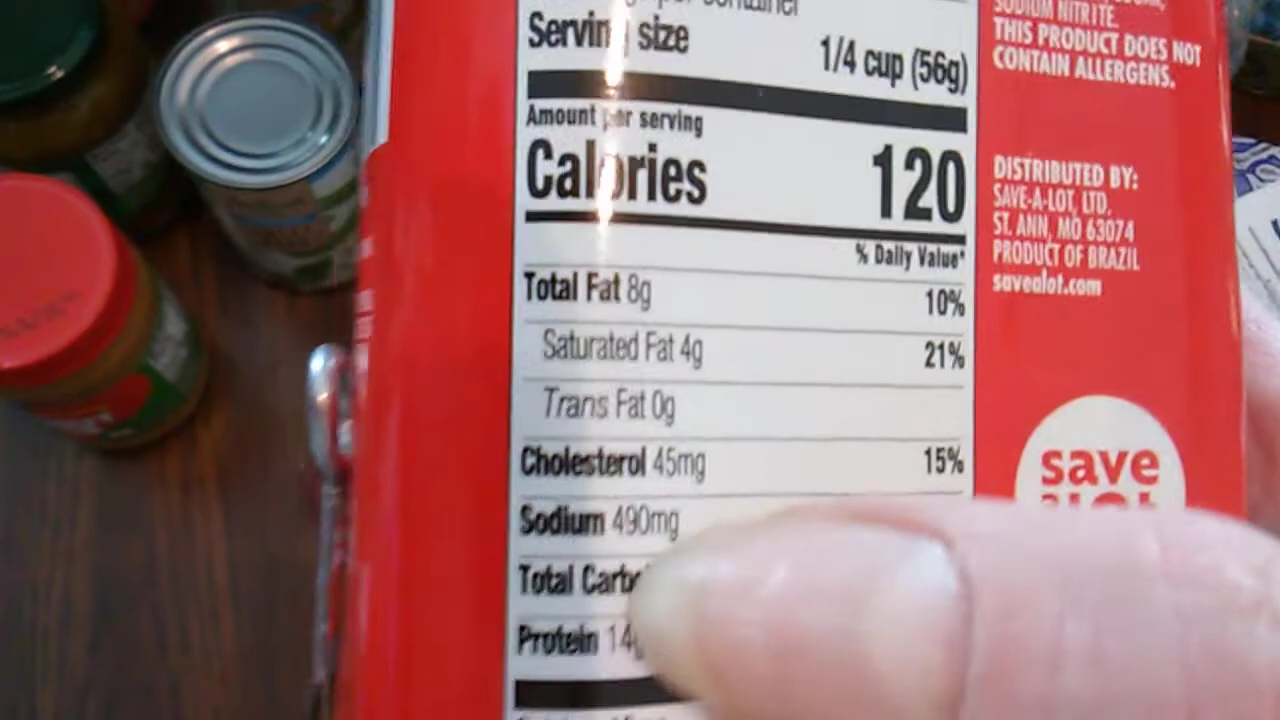 Serving size 1/4 cup (56g)
Amount per serving
Calories 120
% Daily Value*
Total Fat 8g 10%
Saturated Fat 4g 21%
Trans Fat 0g
Cholesterol 45mg 15%
Sodium 490mg
Total Carb
Protein 14g
SODIUM NITRITE.
THIS PRODUCT DOES NOT
CONTAIN ALLERGENS.
DISTRIBUTED BY:
SAVE-A-LOT, LTD.
ST. ANN, MO 63074
PRODUCT OF BRAZIL
savealot.com
save